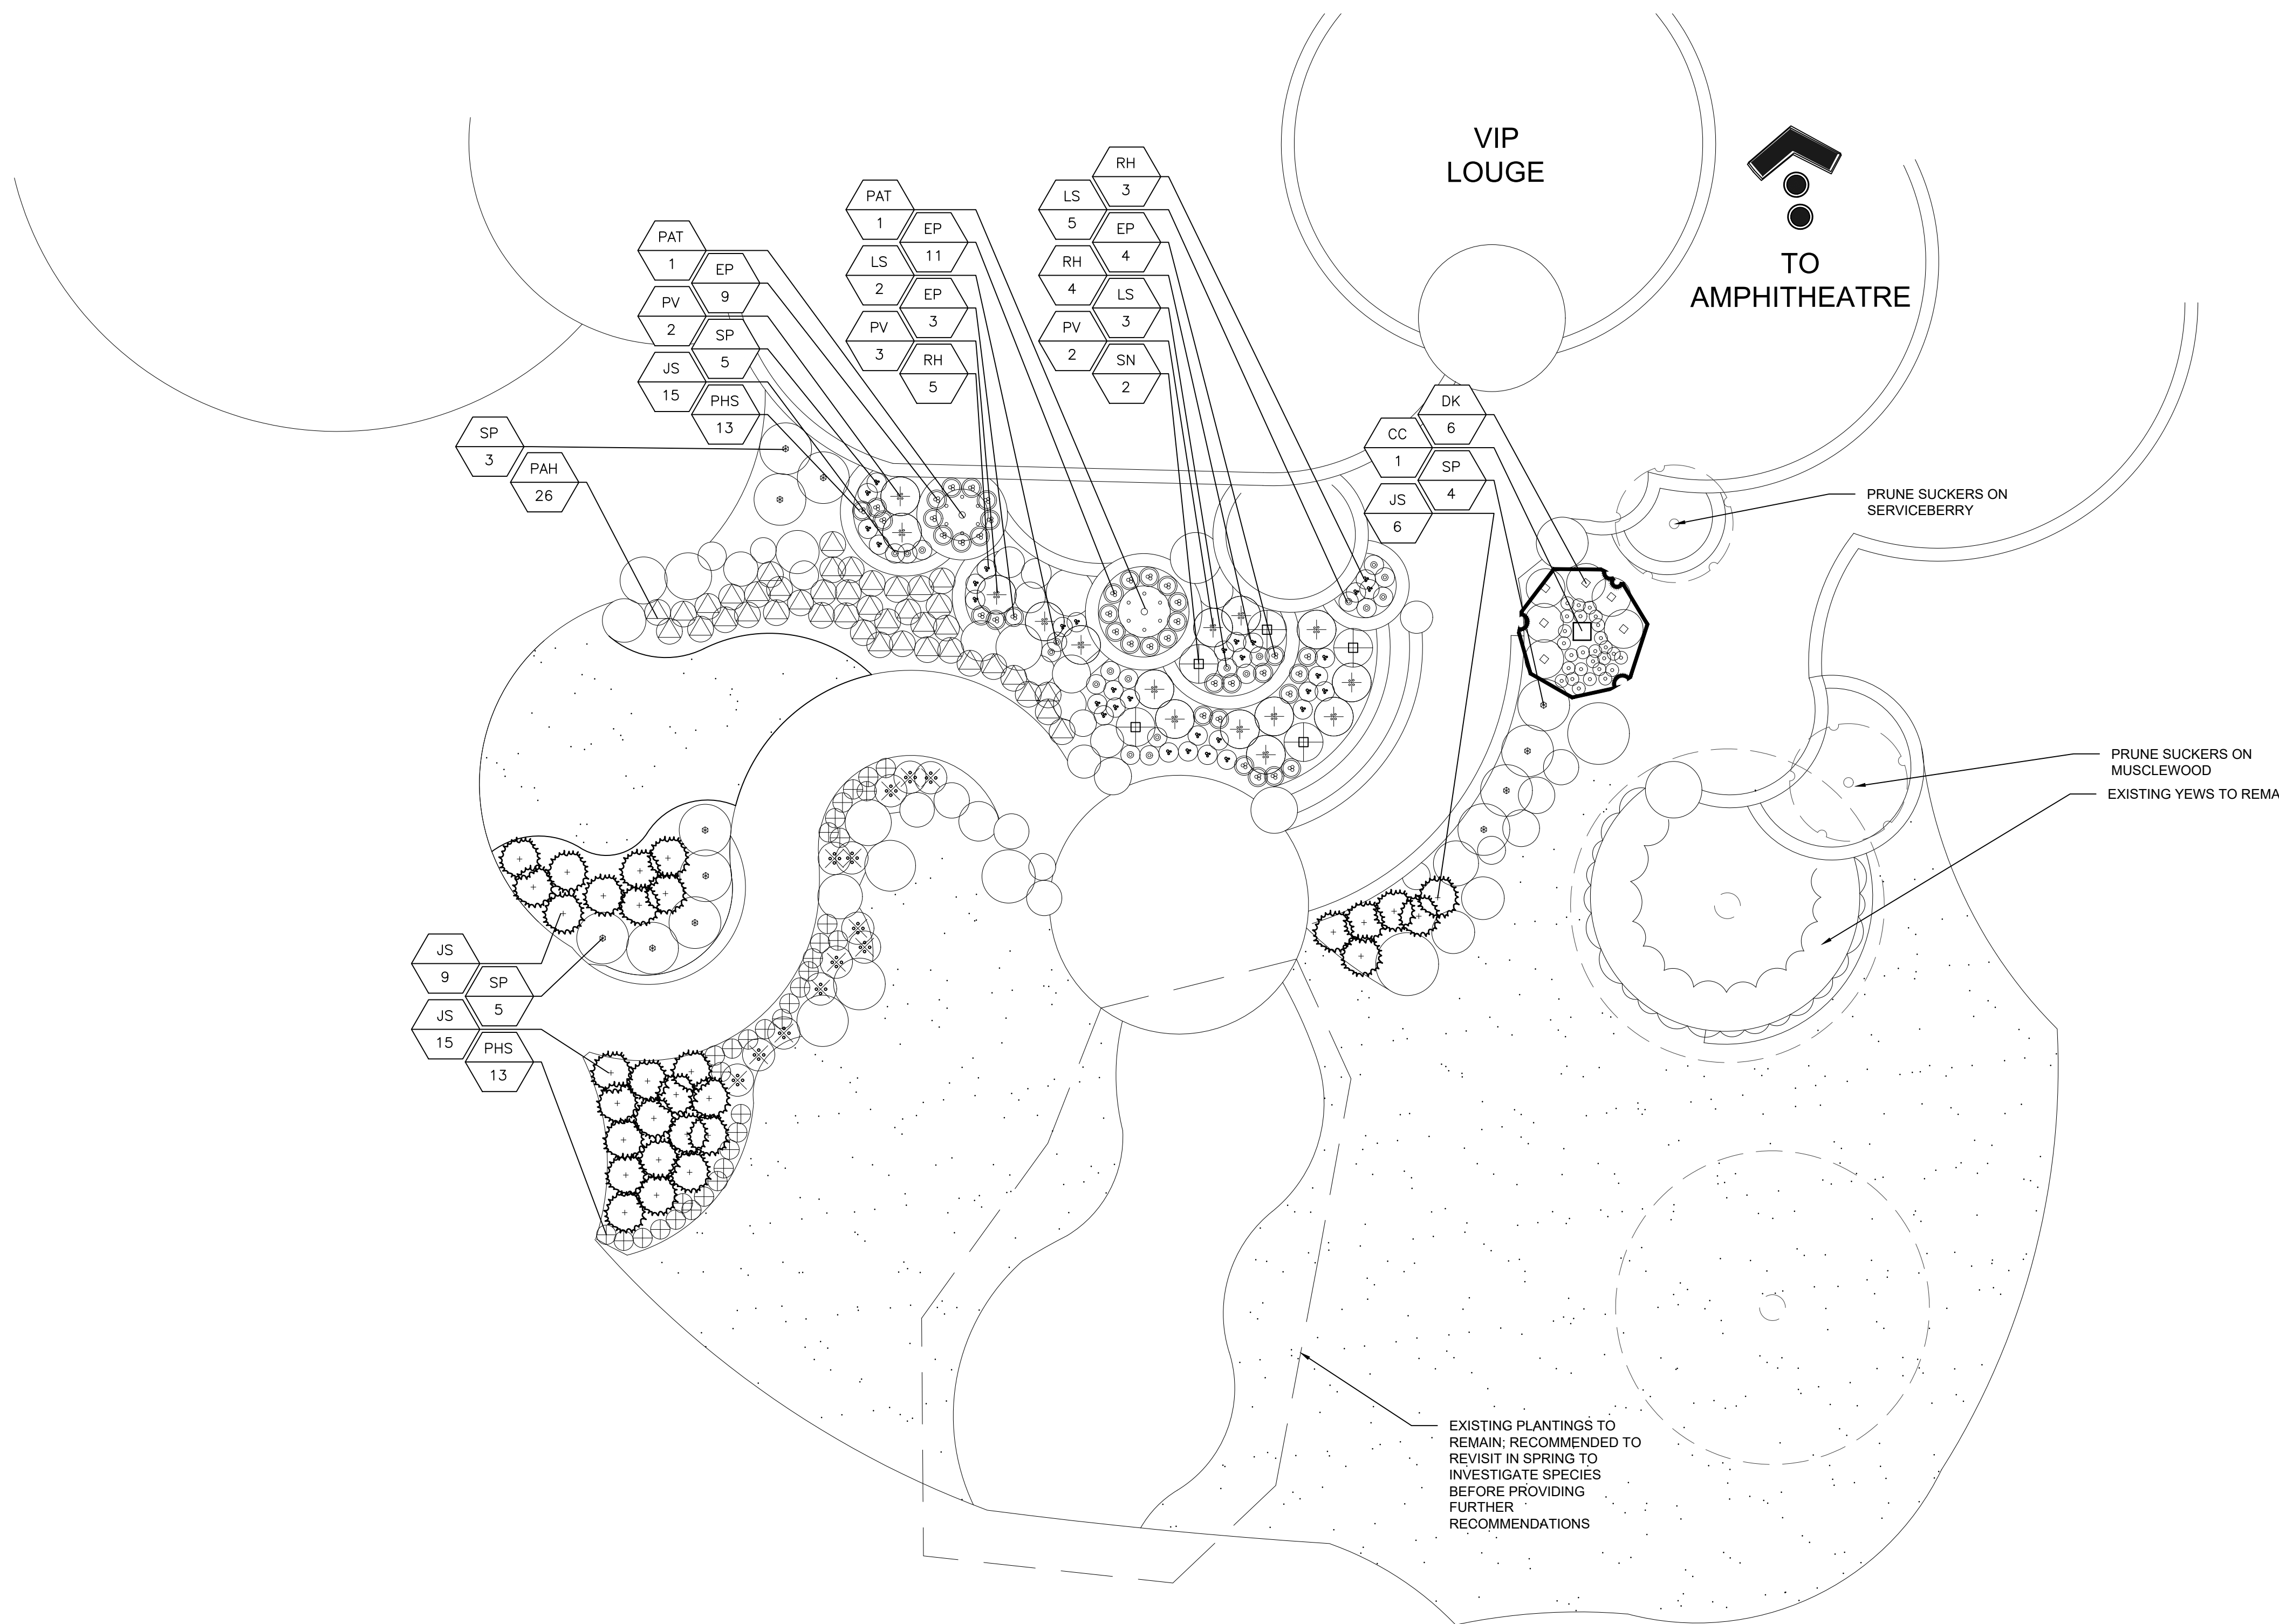 VIP
LOUGE
TO
AMPHITHEATRE
RH
3
LS
5
EP
4
RH
4
LS
3
PV
2
SN
2
PAT
1
EP
11
LS
2
EP
3
PV
3
RH
5
PAT
1
EP
9
PV
2
SP
5
JS
15
PHS
13
SP
3
PAH
26
DK
6
CC
1
SP
4
JS
6
PRUNE SUCKERS ON
SERVICEBERRY
PRUNE SUCKERS ON
MUSCLEWOOD
EXISTING YEWS TO REMA
JS
9
SP
5
JS
15
PHS
13
EXISTING PLANTINGS TO
REMAIN; RECOMMENDED TO
REVISIT IN SPRING TO
INVESTIGATE SPECIES
BEFORE PROVIDING
FURTHER
RECOMMENDATIONS